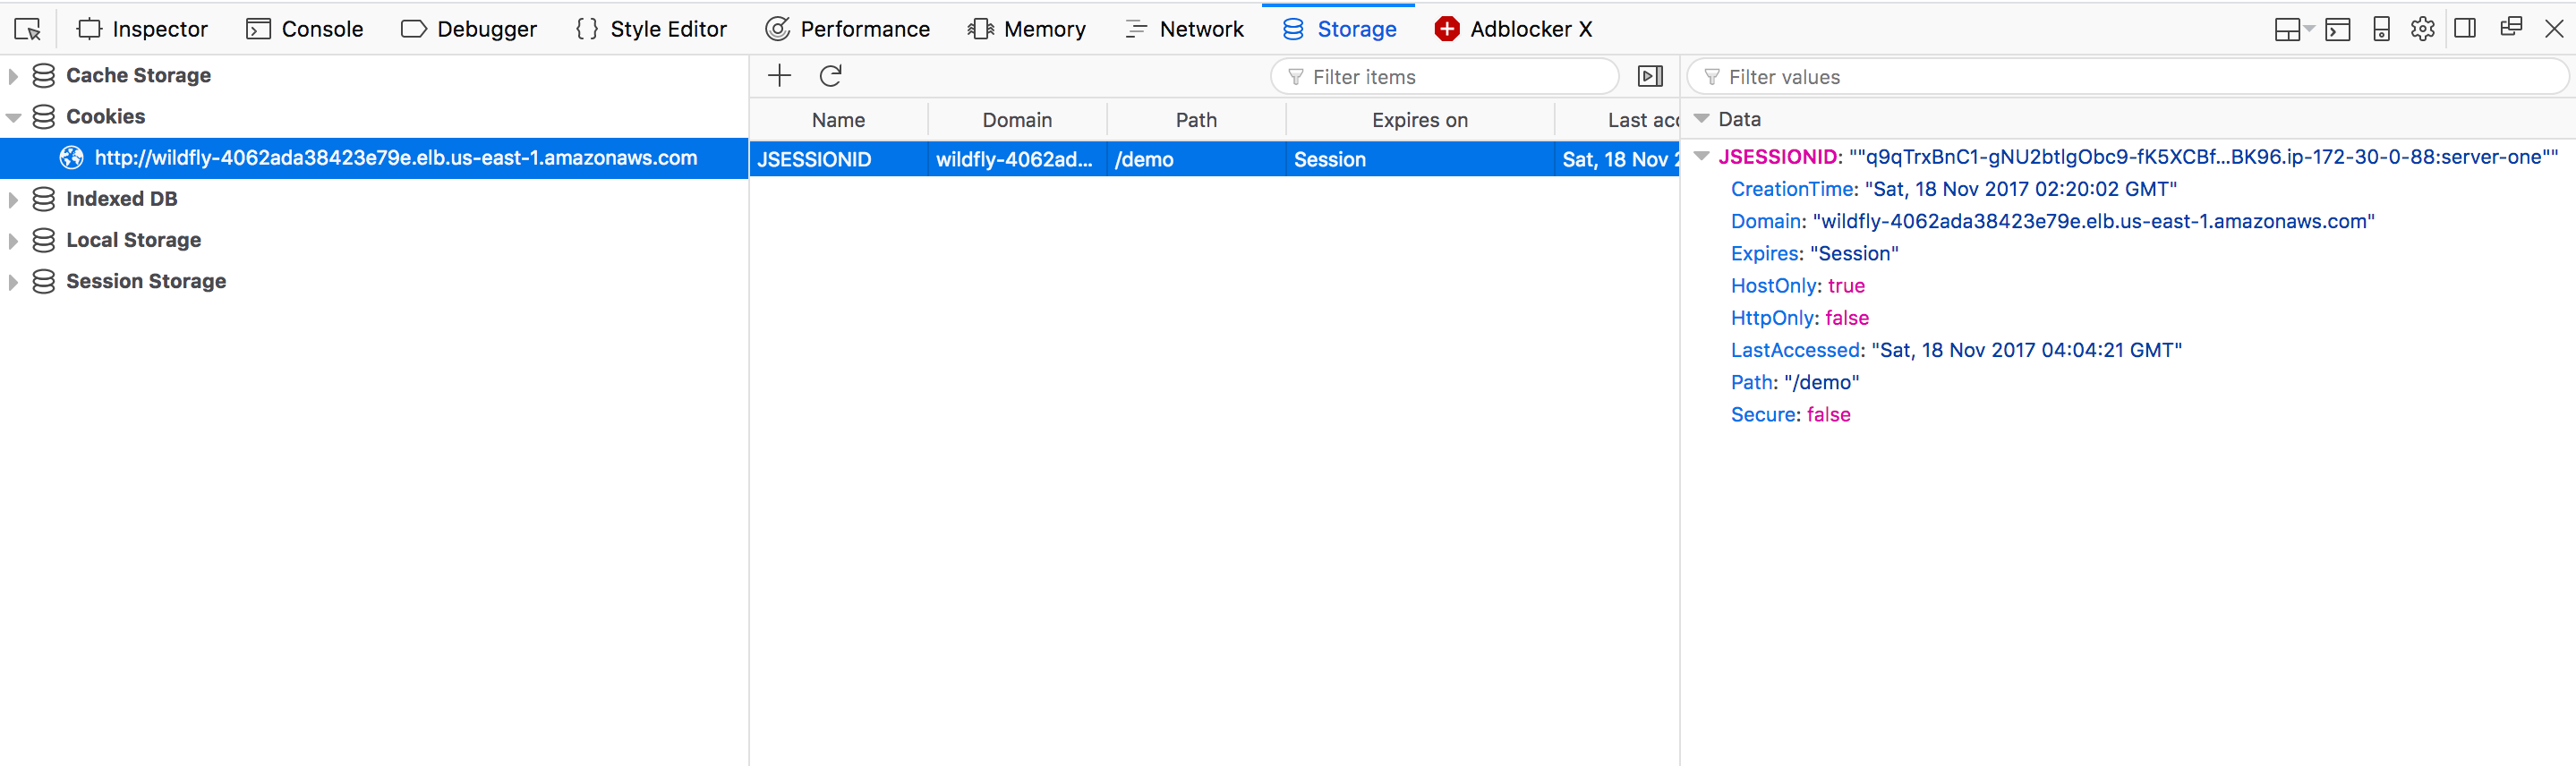 Inspector Console Debugger Style Editor Performance Memory Network Storage Adblocker X
Cache Storage
Cookies
http://wildfly-4062ada38423e79e.elb.us-east-1.amazonaws.com
Indexed DB
Local Storage
Session Storage
Filter items
Name Domain Path Expires on Last acc
JSESSIONID wildfly-4062ad... /demo Session Sat, 18 Nov 2
Filter values
Data
JSESSIONID: ""q9qTrxBnC1-gNU2btlgObc9-fK5XCBf...BK96.ip-172-30-0-88:server-one""
CreationTime: "Sat, 18 Nov 2017 02:20:02 GMT"
Domain: "wildfly-4062ada38423e79e.elb.us-east-1.amazonaws.com"
Expires: "Session"
HostOnly: true
HttpOnly: false
LastAccessed: "Sat, 18 Nov 2017 04:04:21 GMT"
Path: "/demo"
Secure: false